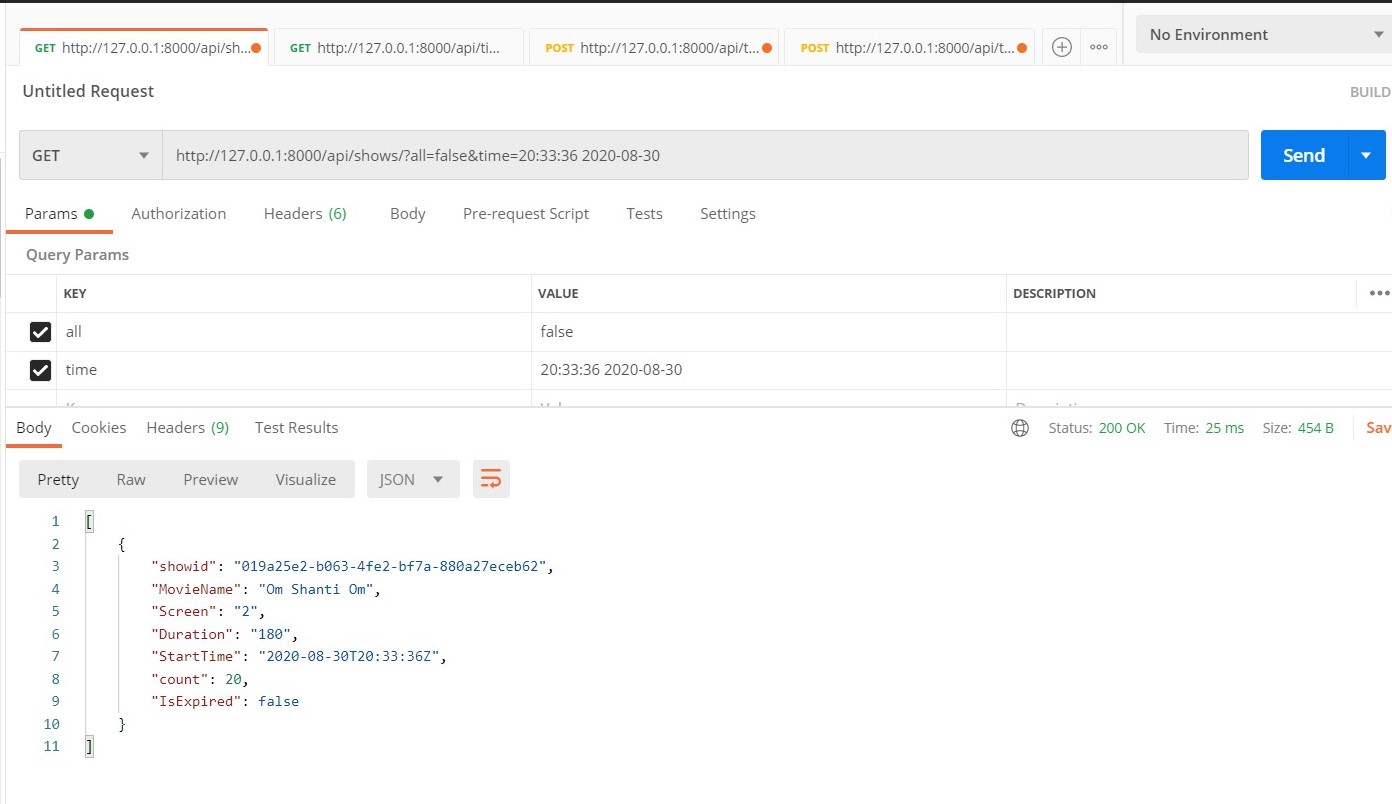 GET http://127.0.0.1:8000/api/sh... GET http://127.0.0.1:8000/api/ti... POST http://127.0.0.1:8000/api/t... POST http://127.0.0.1:8000/api/t... No Environment
Untitled Request BUILD
GET http://127.0.0.1:8000/api/shows/?all=false&time=20:33:36 2020-08-30 Send
Params Authorization Headers (6) Body Pre-request Script Tests Settings
Query Params
KEY VALUE DESCRIPTION
all false
time 20:33:36 2020-08-30
Body Cookies Headers (9) Test Results Status: 200 OK Time: 25 ms Size: 454 B Sav
Pretty Raw Preview Visualize JSON
1 [
2 {
3 "showid": "019a25e2-b063-4fe2-bf7a-880a27eceb62",
4 "MovieName": "Om Shanti Om",
5 "Screen": "2",
6 "Duration": "180",
7 "StartTime": "2020-08-30T20:33:36Z",
8 "count": 20,
9 "IsExpired": false
10 }
11 ]